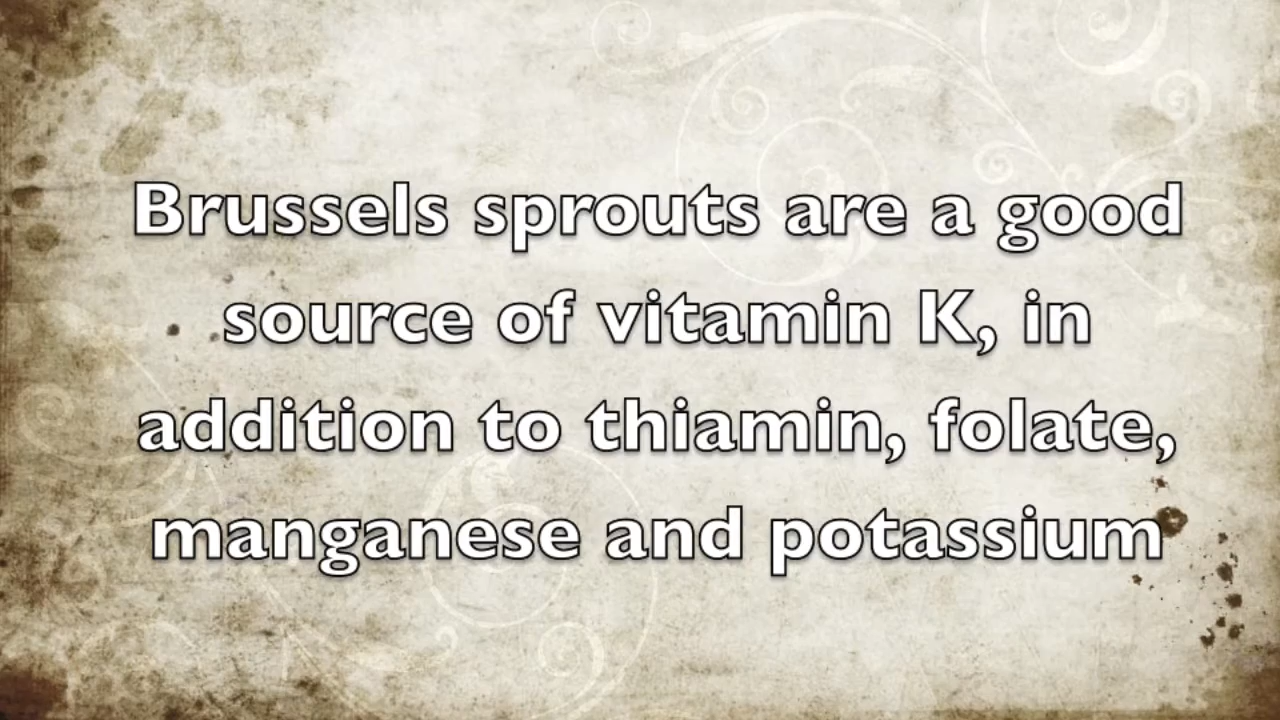 Brussels sprouts are a good
source of vitamin K, in
addition to thiamin, folate,
manganese and potassium